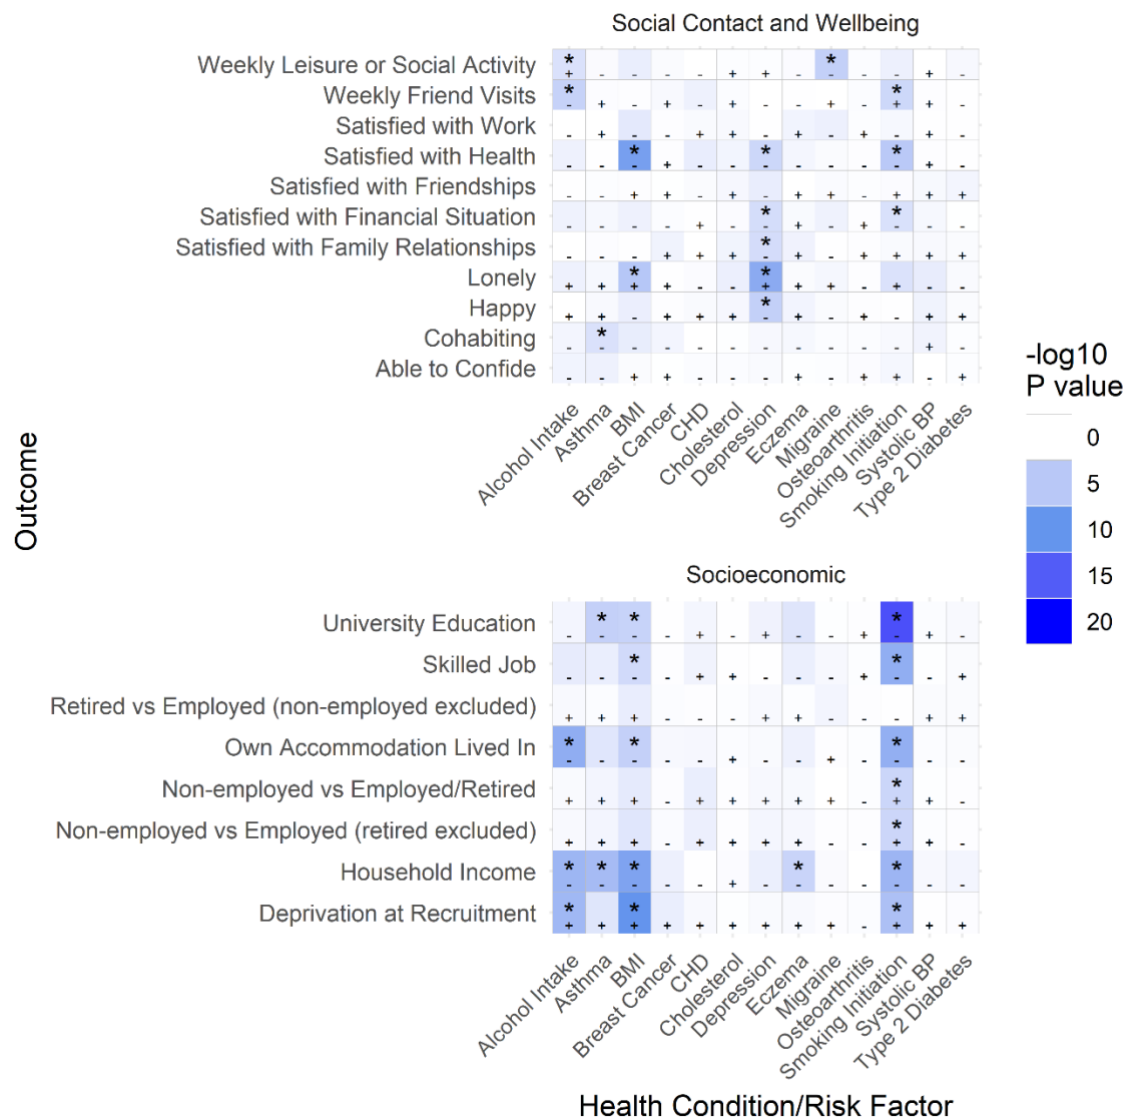 Social Contact and Wellbeing
Weekly Leisure or Social Activity * + - - - - + + - * - - - + -
Weekly Friend Visits * - + - + - + - - + - * + + -
Satisfied with Work - + - - + + - + - + - + -
Satisfied with Health - - * - + - - * - - - - * - + -
Satisfied with Friendships - - + + - + - + + - + + +
Satisfied with Financial Situation - - - - + - * - + - + * - - -
Satisfied with Family Relationships - - - + + + * - + - + + + +
Lonely + + * + + - - * + + + - + - -
Happy + + - + + + * - + - + - + +
Cohabiting - * - - - - - - - - - - + -
Able to Confide - - + + - - - + - + + - +
Alcohol Intake
Asthma
BMI
Breast Cancer
CHD
Cholesterol
Depression
Eczema
Migraine
Osteoarthritis
Smoking Initiation
Systolic BP
Type 2 Diabetes
Outcome
-log10
P value
0
5
10
15
20
Socioeconomic
University Education - * - * - - + - + - - + * - + -
Skilled Job - - * - - + + - - - + * - - +
Retired vs Employed (non-employed excluded) + + + - - - + + - - - + +
Own Accommodation Lived In * - - * - - - + - - + - * - - -
Non-employed vs Employed/Retired + + + - + + + + + - * + + -
Non-employed vs Employed (retired excluded) + + + - + + + + - - * + + -
Household Income * - * - * - - - + - * - - - * - - -
Deprivation at Recruitment * + + * + + + + + + + - * + + +
Alcohol Intake
Asthma
BMI
Breast Cancer
CHD
Cholesterol
Depression
Eczema
Migraine
Osteoarthritis
Smoking Initiation
Systolic BP
Type 2 Diabetes
Health Condition/Risk Factor